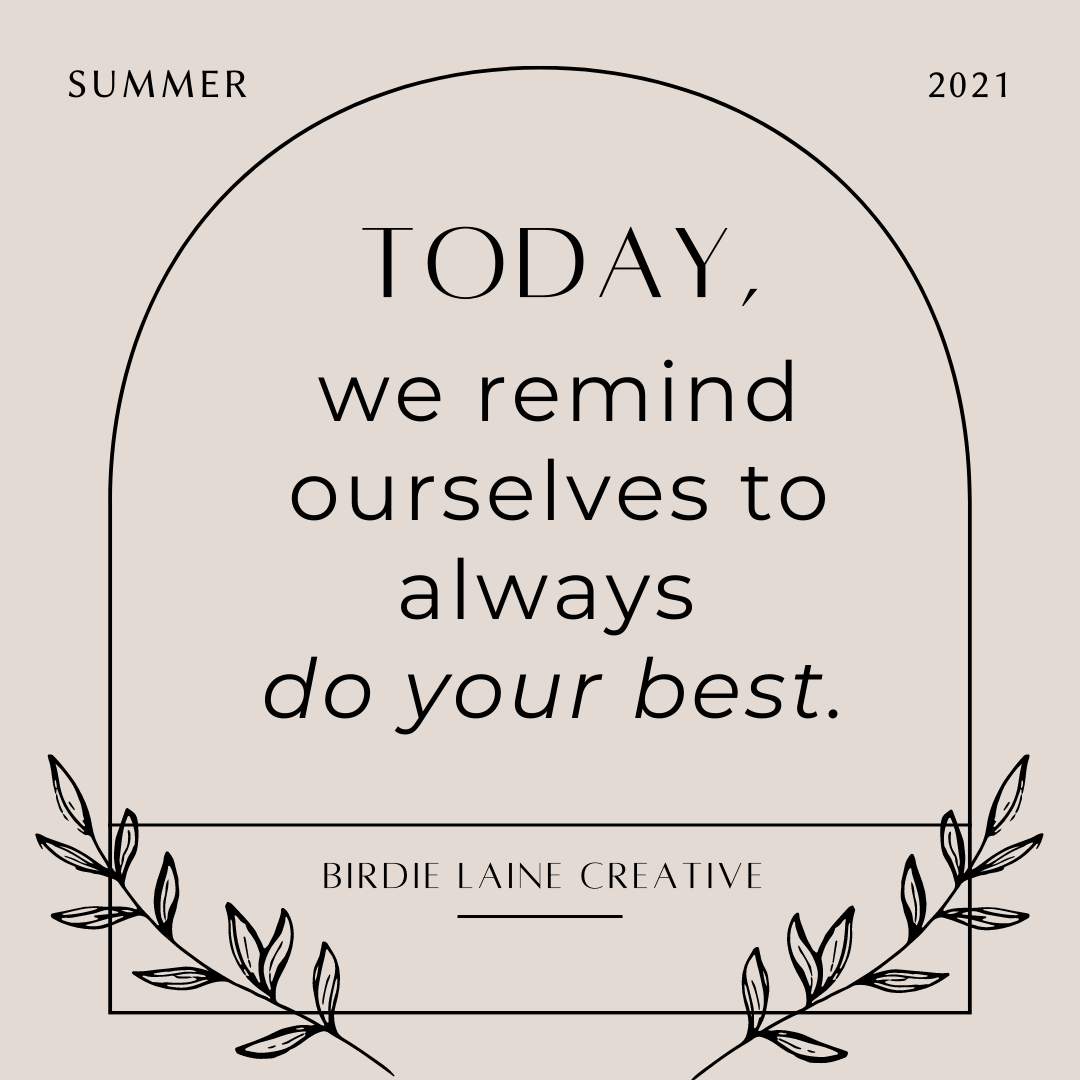 SUMMER
2021
TODAY,
we remind
ourselves to
always
do your best.
BIRDIE LAINE CREATIVE